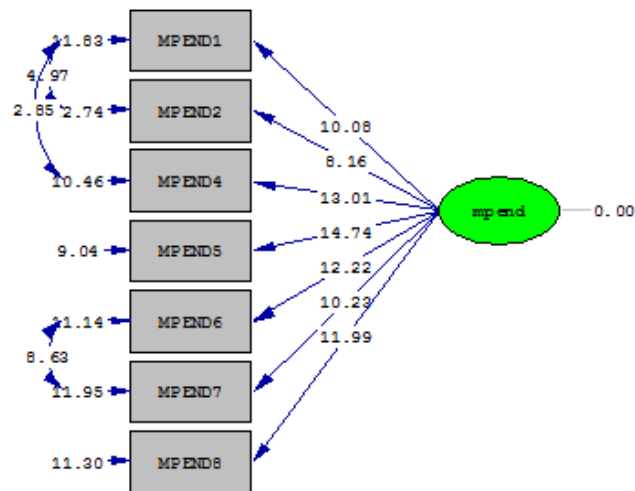 11.83 MPEND1
4.97
2.85 2.74 MPEND2
10.08
8.16
10.46 MPEND4
13.01
mpend 0.00
14.74
9.04 MPEND5
12.22
10.23
11.14 MPEND6
11.99
8.63
11.95 MPEND7
11.30 MPEND8